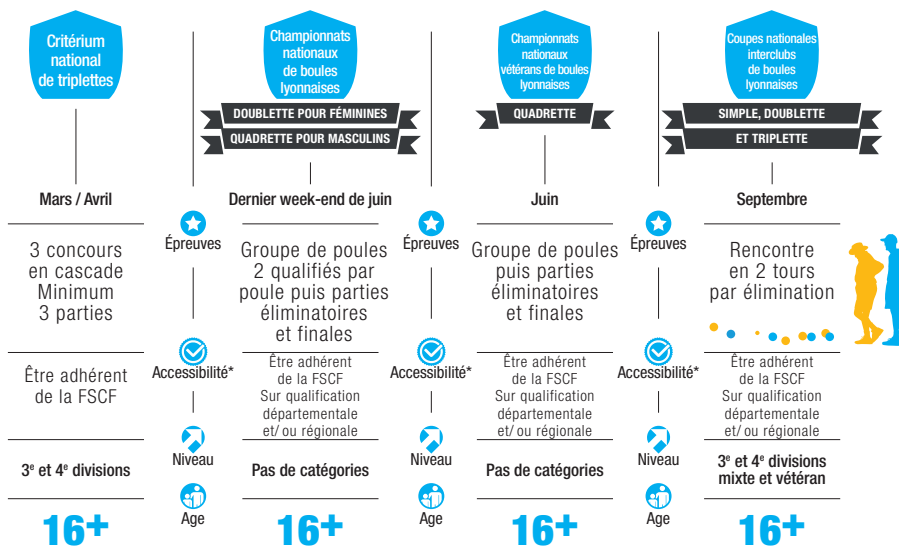 Critérium
national
de triplettes
Mars / Avril
3 concours
en cascade
Minimum
3 parties
Être adhérent
de la FSCF
3e et 4e divisions
16+
Épreuves
Accessibilité*
Niveau
Age
Championnats
nationaux
de boules
lyonnaises
DOUBLETTE POUR FÉMININES
QUADRETTE POUR MASCULINS
Dernier week-end de juin
Groupe de poules
2 qualifiés par
poule puis parties
éliminatoires
et finales
Être adhérent
de la FSCF
Sur qualification
départementale
et/ ou régionale
Pas de catégories
16+
Épreuves
Accessibilité*
Niveau
Age
Championnats
nationaux
vétérans de boules
lyonnaises
QUADRETTE
Juin
Groupe de poules
puis parties
éliminatoires
et finales
Être adhérent
de la FSCF
Sur qualification
départementale
et/ ou régionale
Pas de catégories
16+
Épreuves
Accessibilité*
Niveau
Age
Coupes nationales
interclubs
de boules
lyonnaises
SIMPLE, DOUBLETTE
ET TRIPLETTE
Septembre
Rencontre
en 2 tours
par élimination
Être adhérent
de la FSCF
Sur qualification
départementale
et/ ou régionale
3e et 4e divisions
mixte et vétéran
16+